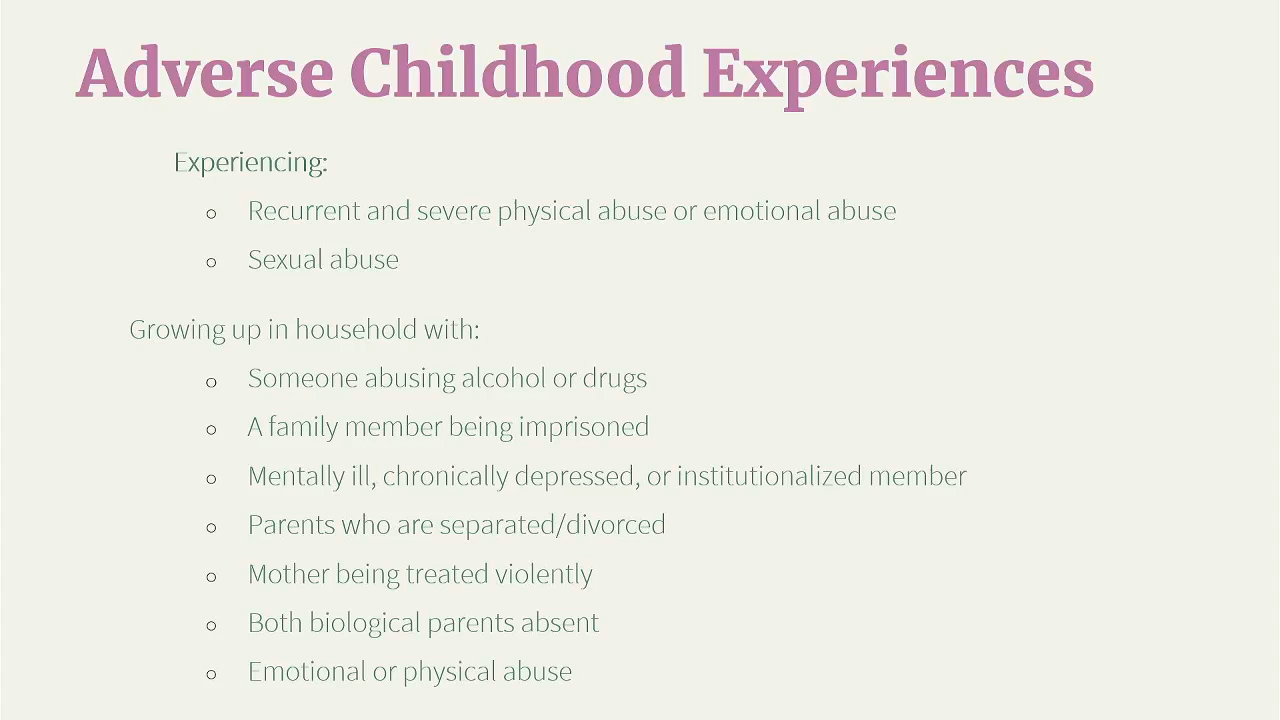 Adverse Childhood Experiences
Experiencing:
Recurrent and severe physical abuse or emotional abuse
Sexual abuse
Growing up in household with:
Someone abusing alcohol or drugs
A family member being imprisoned
Mentally ill, chronically depressed, or institutionalized member
Parents who are separated/divorced
Mother being treated violently
Both biological parents absent
Emotional or physical abuse